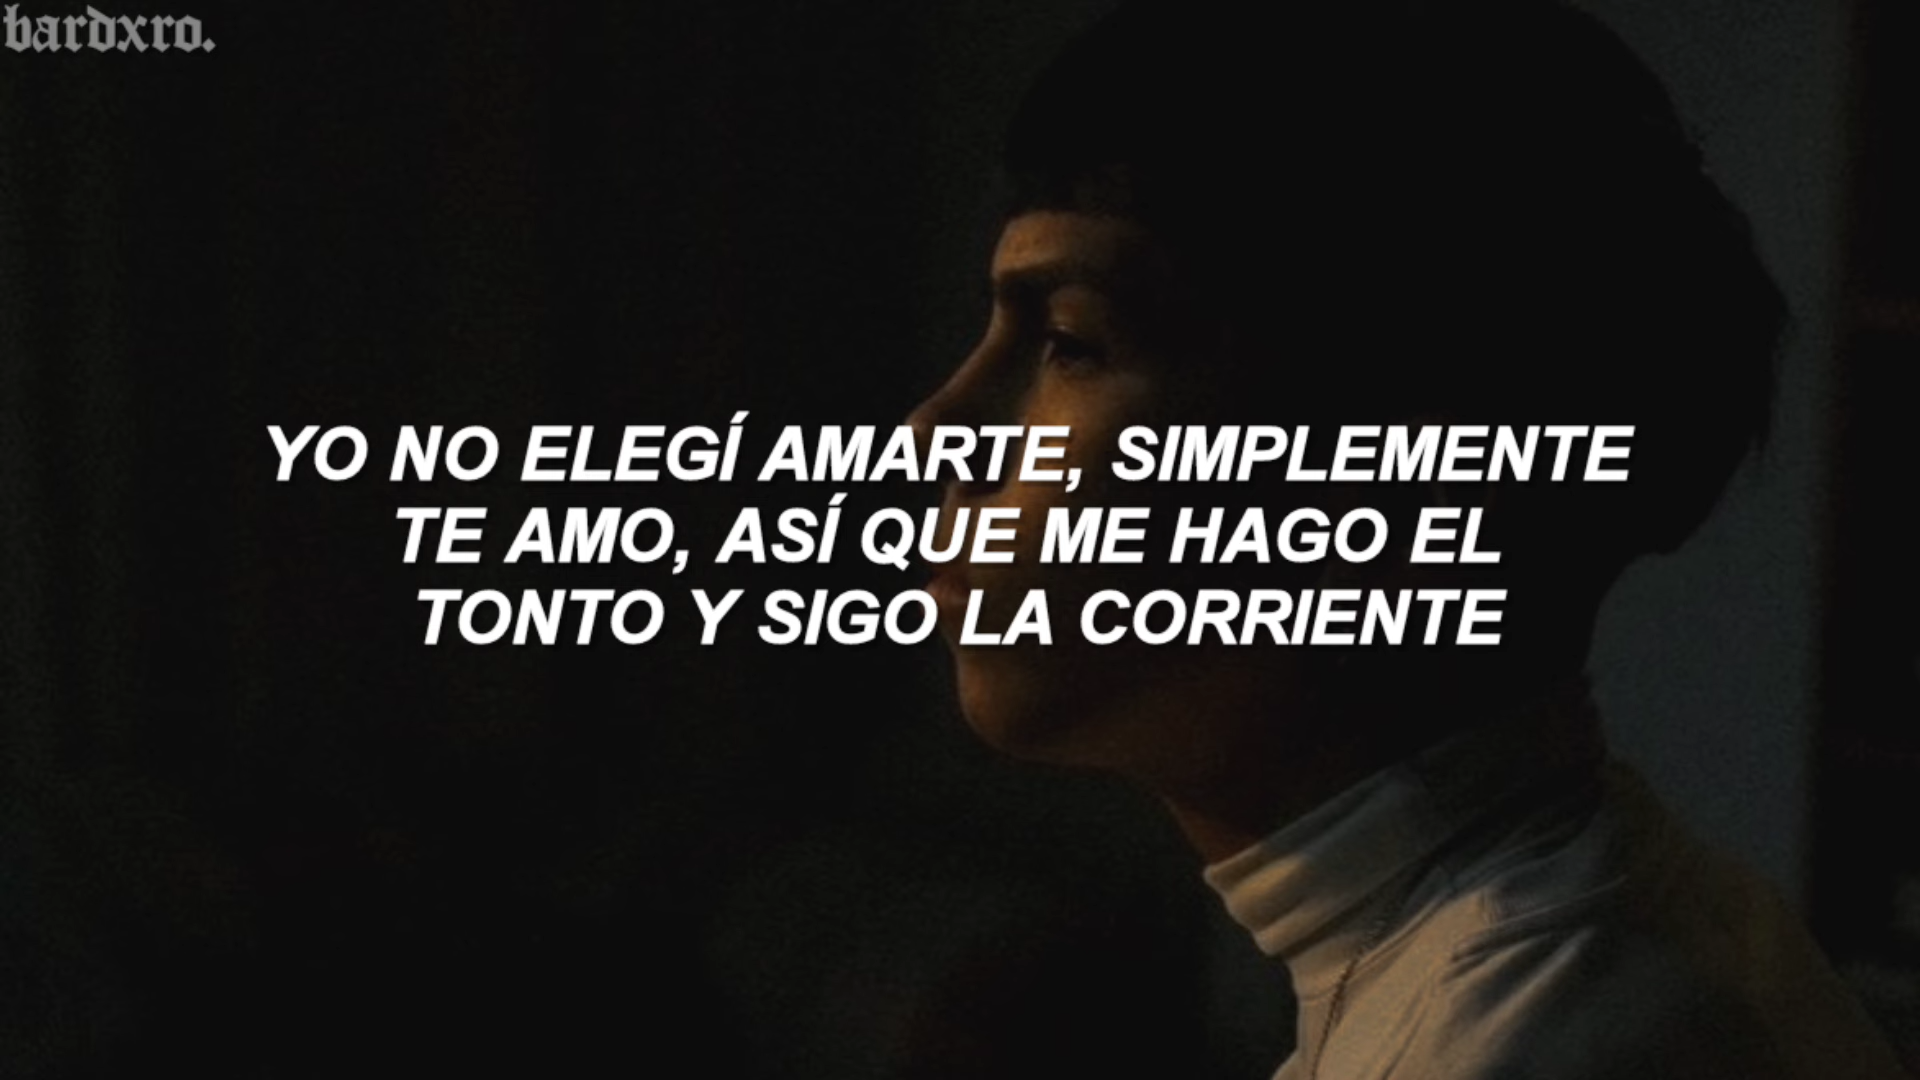 bardxro.
YO NO ELEGÍ AMARTE, SIMPLEMENTE
TE AMO, ASÍ QUE ME HAGO EL
TONTO Y SIGO LA CORRIENTE